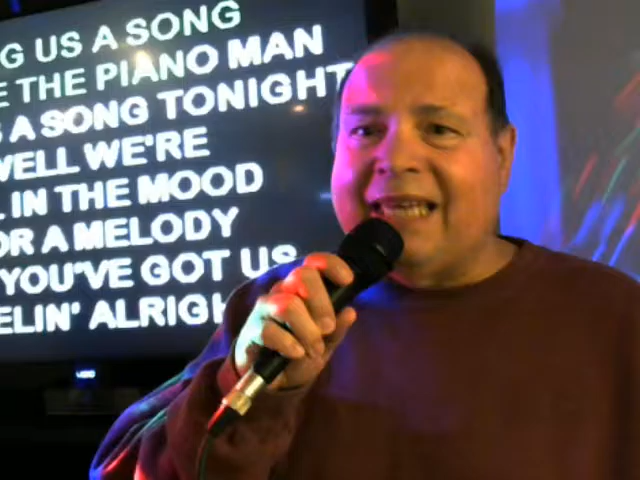 G US A SONG
E THE PIANO MAN
S A SONG TONIGHT
WELL WE'RE
L IN THE MOOD
OR A MELODY
YOU'VE GOT US
ELIN' ALRIGH